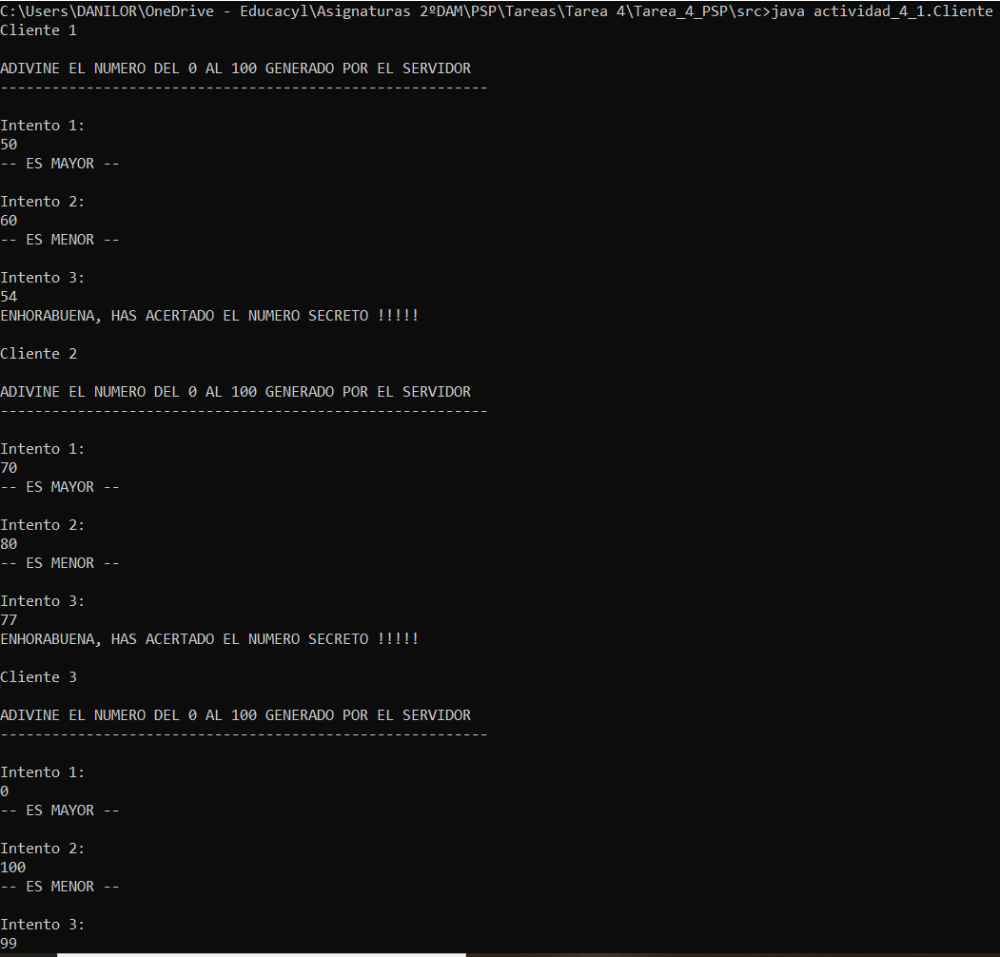 C:\Users\DANILOR\OneDrive - Educacyl\Asignaturas 2ºDAM\PSP\Tareas\Tarea 4\Tarea_4_PSP\src>java actividad_4_1.Cliente
Cliente 1
ADIVINE EL NUMERO DEL 0 AL 100 GENERADO POR EL SERVIDOR
---------------------------------------------------------
Intento 1:
50
-- ES MAYOR --
Intento 2:
60
-- ES MENOR --
Intento 3:
54
ENHORABUENA, HAS ACERTADO EL NUMERO SECRETO !!!!!
Cliente 2
ADIVINE EL NUMERO DEL 0 AL 100 GENERADO POR EL SERVIDOR
---------------------------------------------------------
Intento 1:
70
-- ES MAYOR --
Intento 2:
80
-- ES MENOR --
Intento 3:
77
ENHORABUENA, HAS ACERTADO EL NUMERO SECRETO !!!!!
Cliente 3
ADIVINE EL NUMERO DEL 0 AL 100 GENERADO POR EL SERVIDOR
---------------------------------------------------------
Intento 1:
0
-- ES MAYOR --
Intento 2:
100
-- ES MENOR --
Intento 3:
99